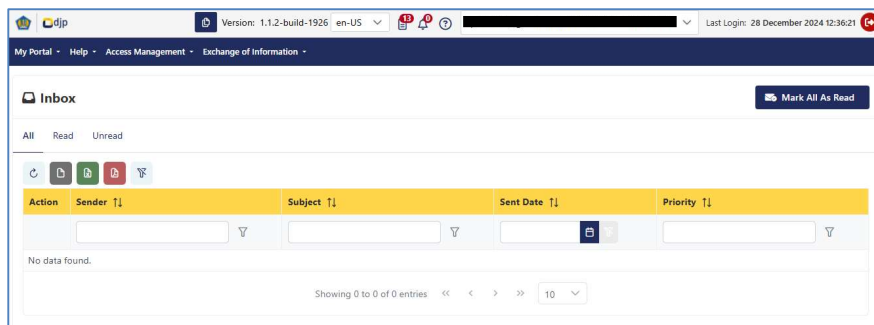 djp Version: 1.1.2-build-1926 en-US 13 0 Last Login: 28 December 2024 12:36:21
My Portal Help Access Management Exchange of Information
Inbox Mark All As Read
All Read Unread
Action Sender Subject Sent Date Priority
No data found.
Showing 0 to 0 of 0 entries << < > >> 10